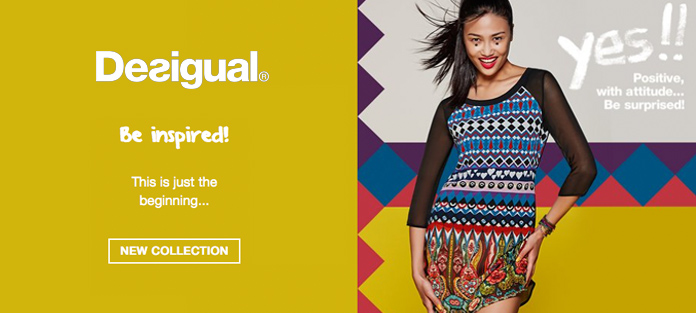 Desigual®
Be inspired!
This is just the
beginning...
NEW COLLECTION
yes!!
Positive,
with attitude...
Be surprised!